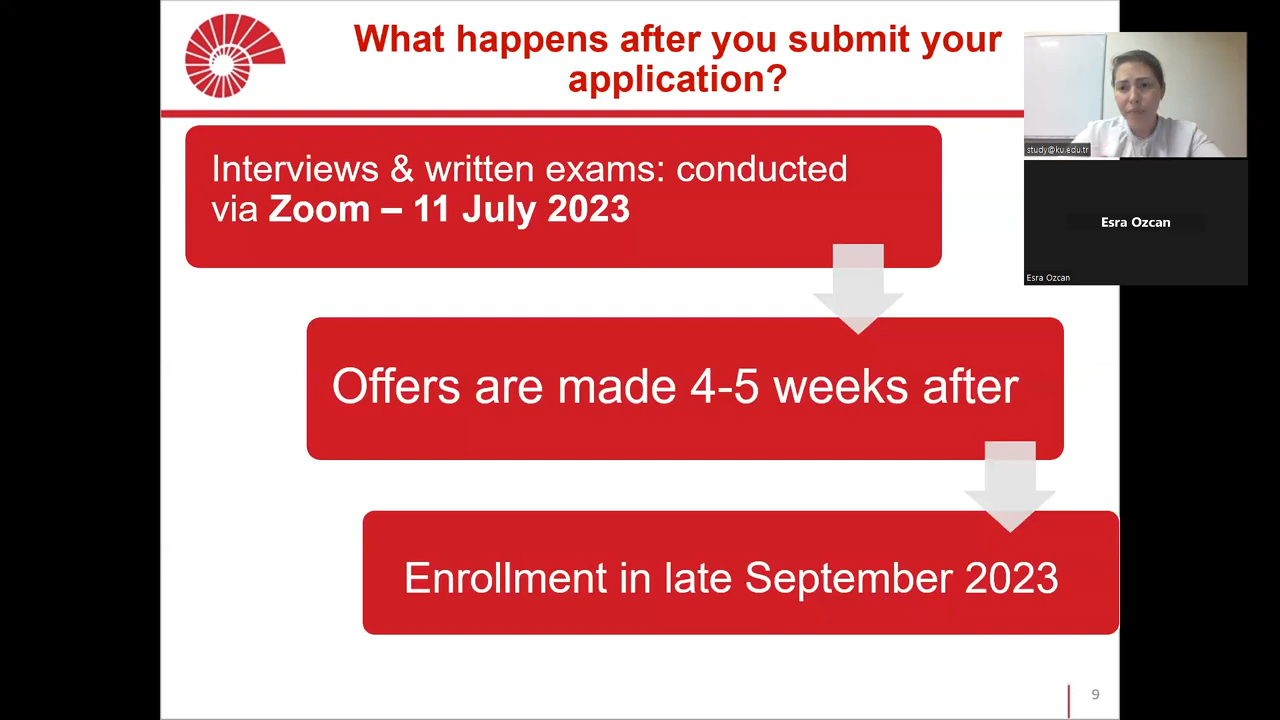 What happens after you submit your
application?
Interviews & written exams: conducted
via Zoom – 11 July 2023
Offers are made 4-5 weeks after
Enrollment in late September 2023
9
study@ku.edu.tr
Esra Ozcan
Esra Ozcan